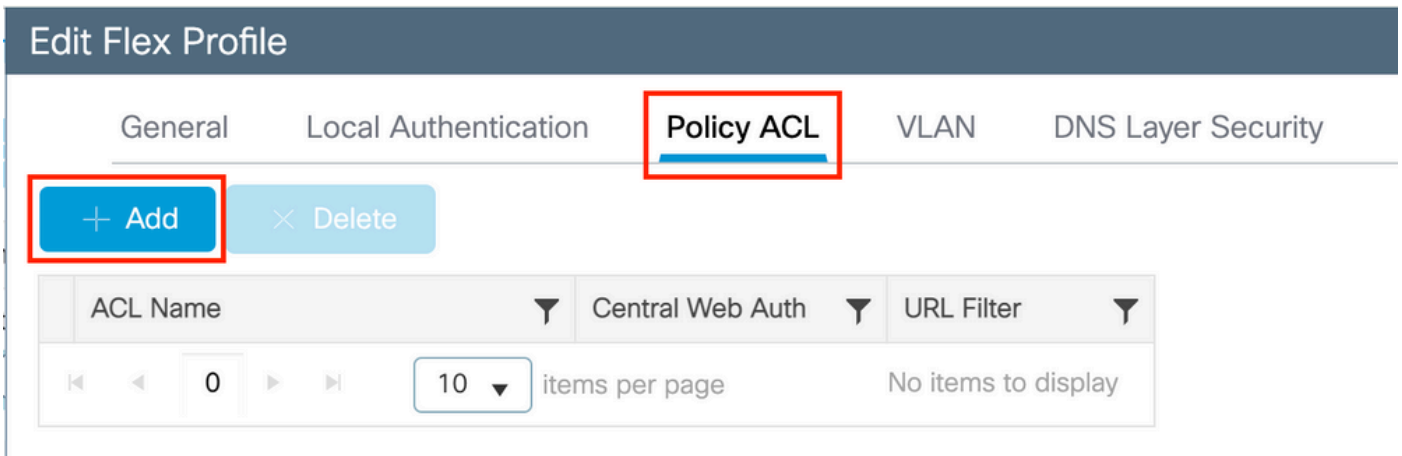 Edit Flex Profile
General Local Authentication Policy ACL VLAN DNS Layer Security
+ Add × Delete
ACL Name Central Web Auth URL Filter
0 10 items per page No items to display